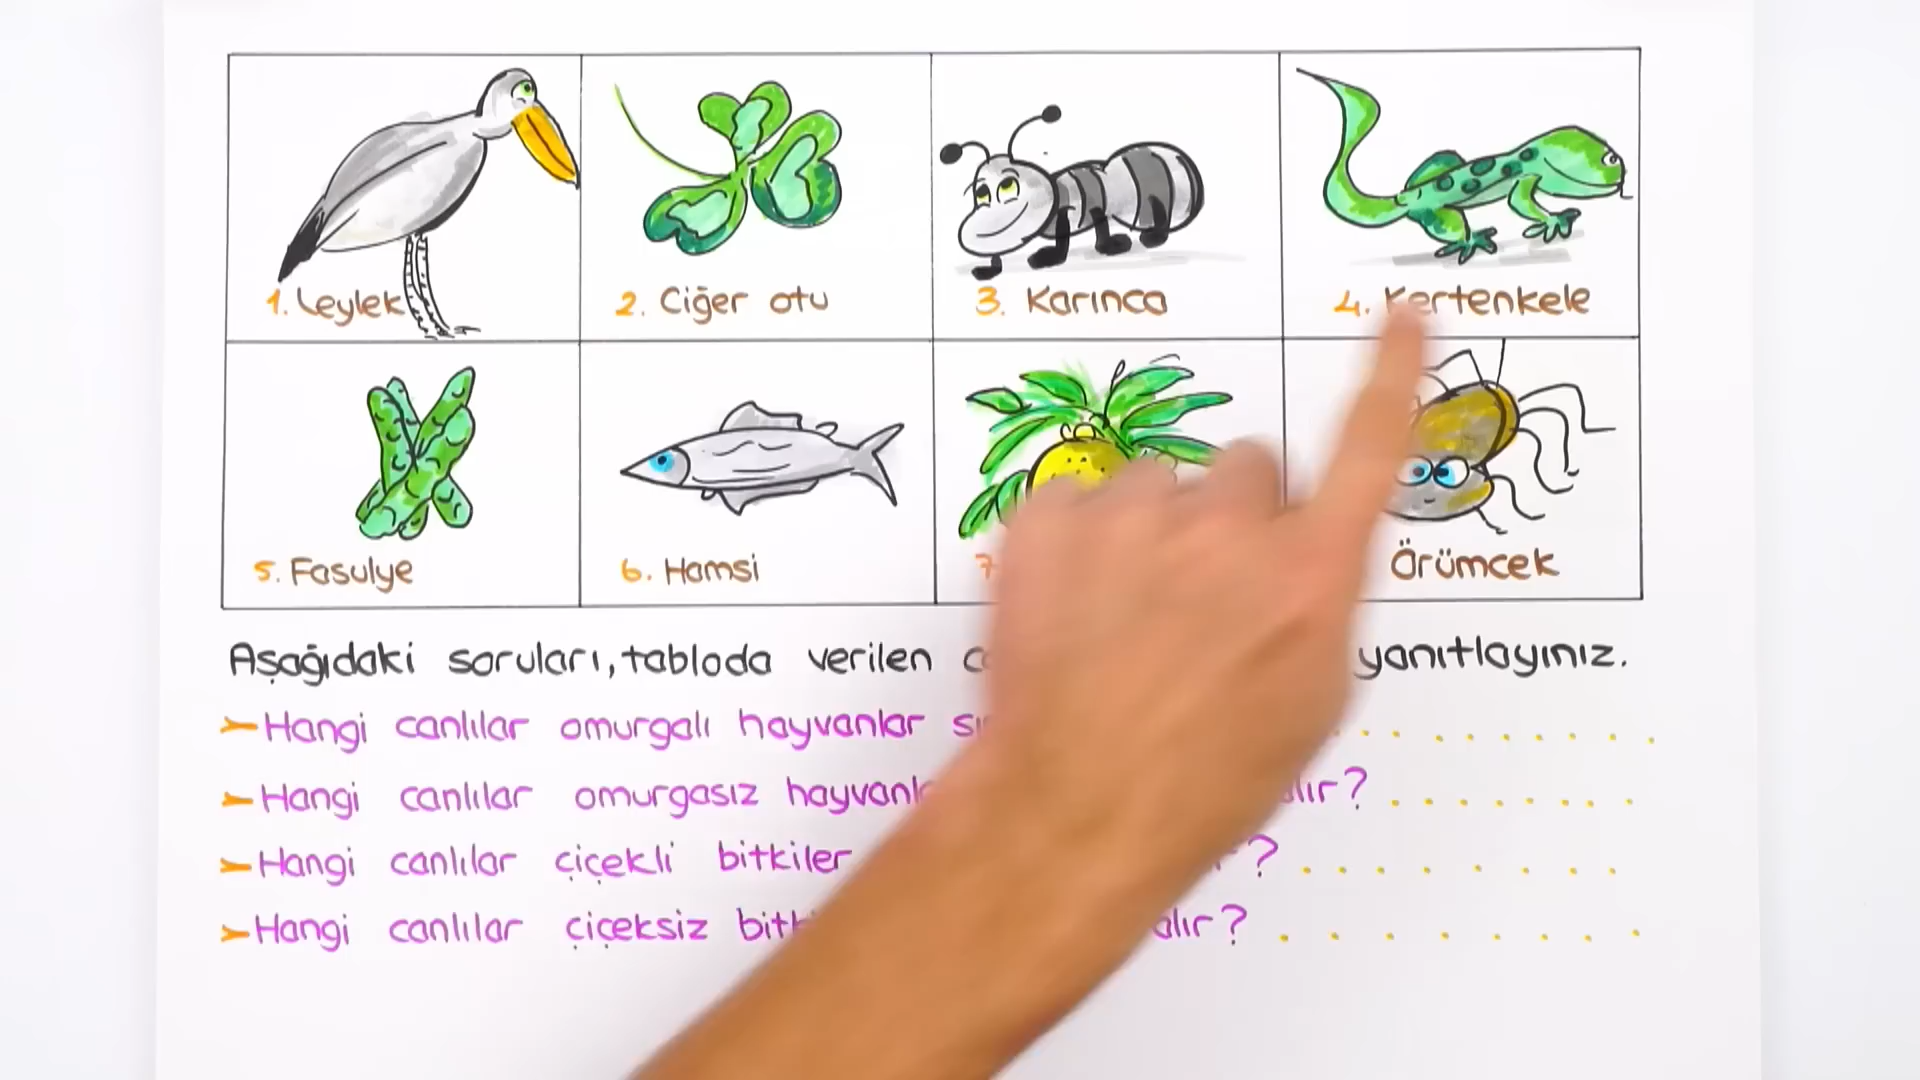 1. Leylek
2. Ciğer otu
3. Karınca
4. Kertenkele
5. Fasulye
6. Hamsi
7
Örümcek
Aşağıdaki soruları, tabloda verilen yanıtlayınız.
Hangi canlılar omurgalı hayvanlar
Hangi canlılar omurgasız
Hangi canlılar çiçekli bitkiler ?
Hangi canlılar çiçeksiz ?